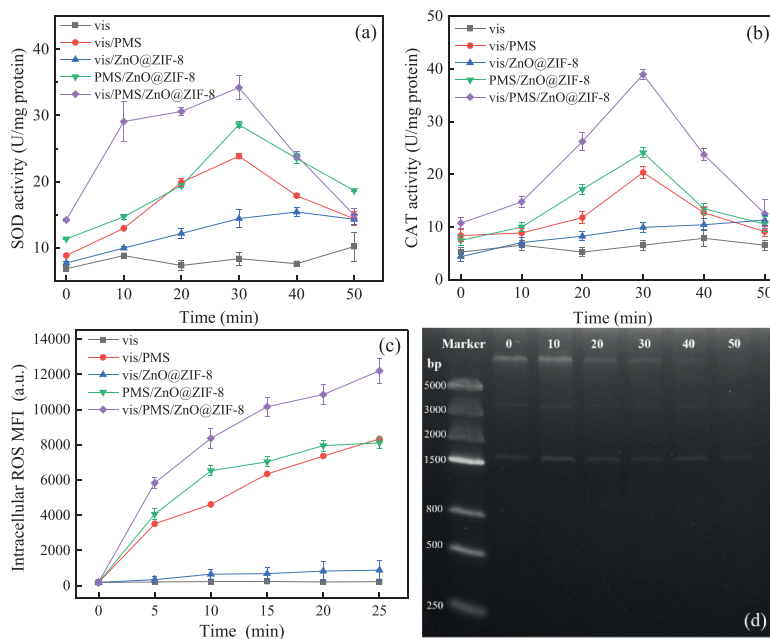 (a)
vis
vis/PMS
vis/ZnO@ZIF-8
PMS/ZnO@ZIF-8
vis/PMS/ZnO@ZIF-8
SOD activity (U/mg protein)
40
30
20
10
0 10 20 30 40 50
Time (min)
(b)
vis
vis/PMS
vis/ZnO@ZIF-8
PMS/ZnO@ZIF-8
vis/PMS/ZnO@ZIF-8
CAT activity (U/mg protein)
50
40
30
20
10
0
0 10 20 30 40 50
Time (min)
(c)
vis
vis/PMS
vis/ZnO@ZIF-8
PMS/ZnO@ZIF-8
vis/PMS/ZnO@ZIF-8
Intracellular ROS MFI (a.u.)
14000
12000
10000
8000
6000
4000
2000
0
0 5 10 15 20 25
Time (min)
Marker 0 10 20 30 40 50
bp
5000
3000
2000
1500
800
500
250
(d)